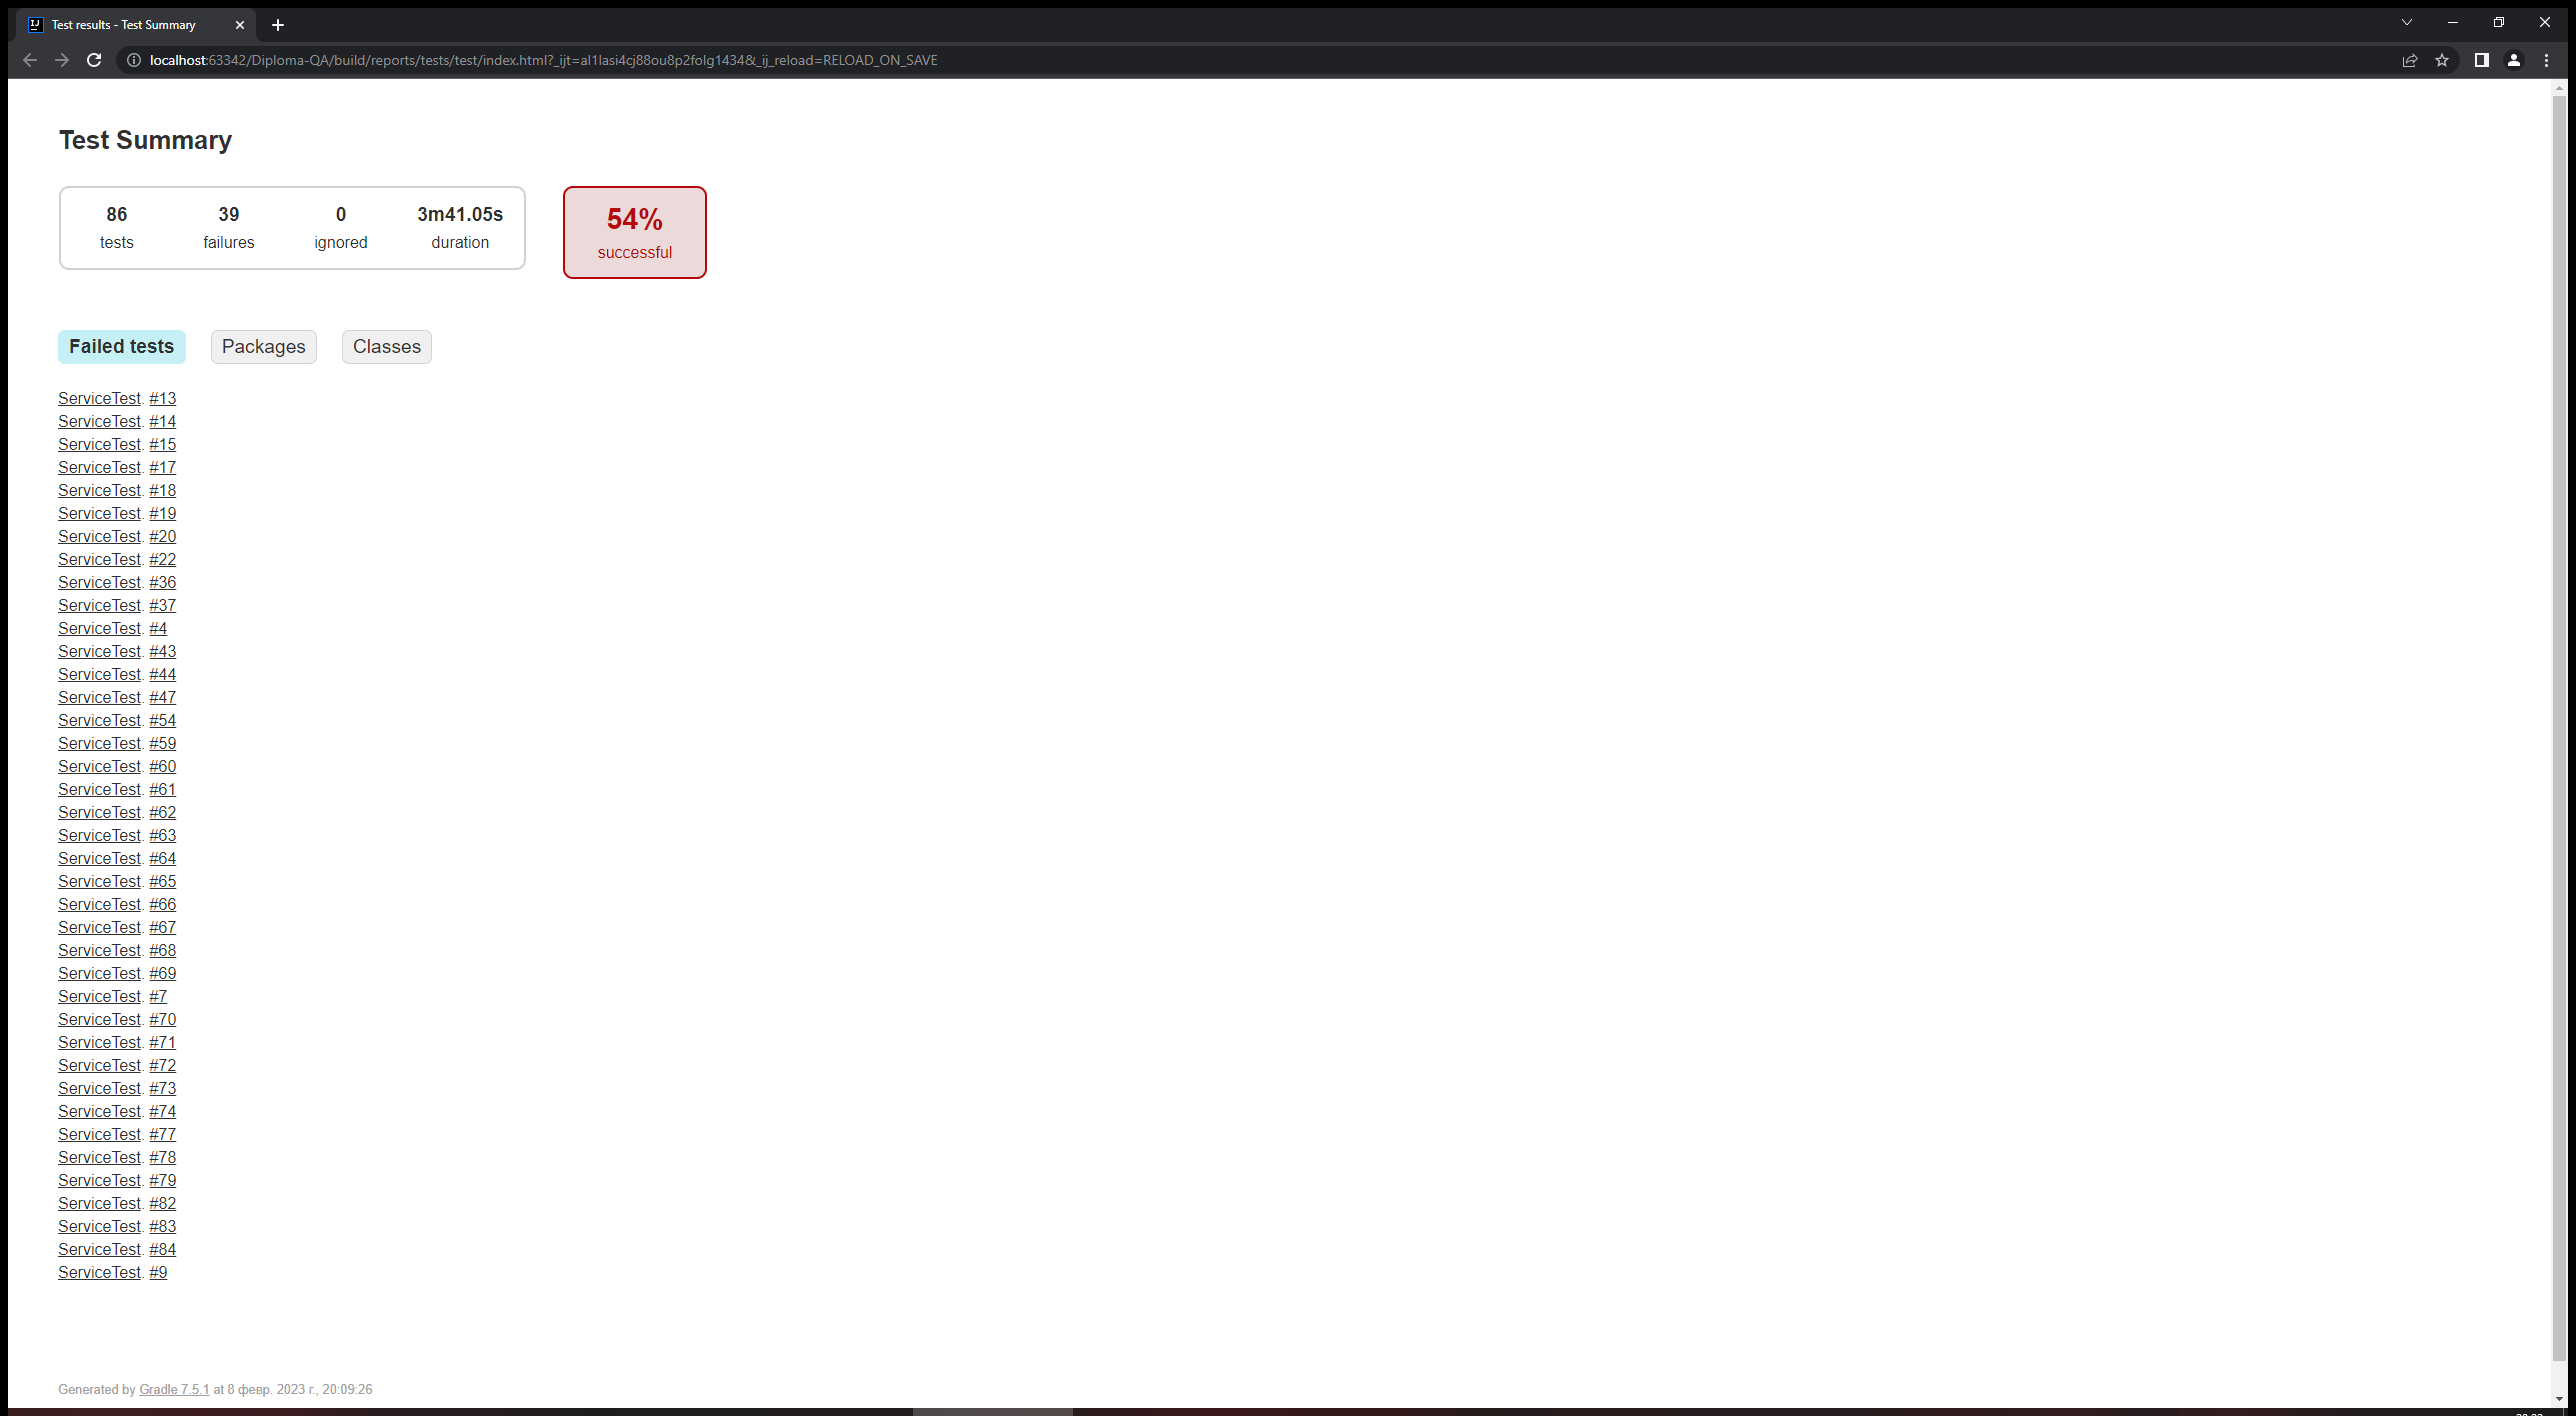 Test results - Test Summary
localhost:63342/Diploma-QA/build/reports/tests/test/index.html?_ijt=al1lasi4cj88ou8p2folg1434&_ij_reload=RELOAD_ON_SAVE
Test Summary
86 39 0 3m41.05s
tests failures ignored duration
54%
successful
Failed tests Packages Classes
ServiceTest. #13
ServiceTest. #14
ServiceTest. #15
ServiceTest. #17
ServiceTest. #18
ServiceTest. #19
ServiceTest. #20
ServiceTest. #22
ServiceTest. #36
ServiceTest. #37
ServiceTest. #4
ServiceTest. #43
ServiceTest. #44
ServiceTest. #47
ServiceTest. #54
ServiceTest. #59
ServiceTest. #60
ServiceTest. #61
ServiceTest. #62
ServiceTest. #63
ServiceTest. #64
ServiceTest. #65
ServiceTest. #66
ServiceTest. #67
ServiceTest. #68
ServiceTest. #69
ServiceTest. #7
ServiceTest. #70
ServiceTest. #71
ServiceTest. #72
ServiceTest. #73
ServiceTest. #74
ServiceTest. #77
ServiceTest. #78
ServiceTest. #79
ServiceTest. #82
ServiceTest. #83
ServiceTest. #84
ServiceTest. #9
Generated by Gradle 7.5.1 at 8 февр. 2023 г., 20:09:26